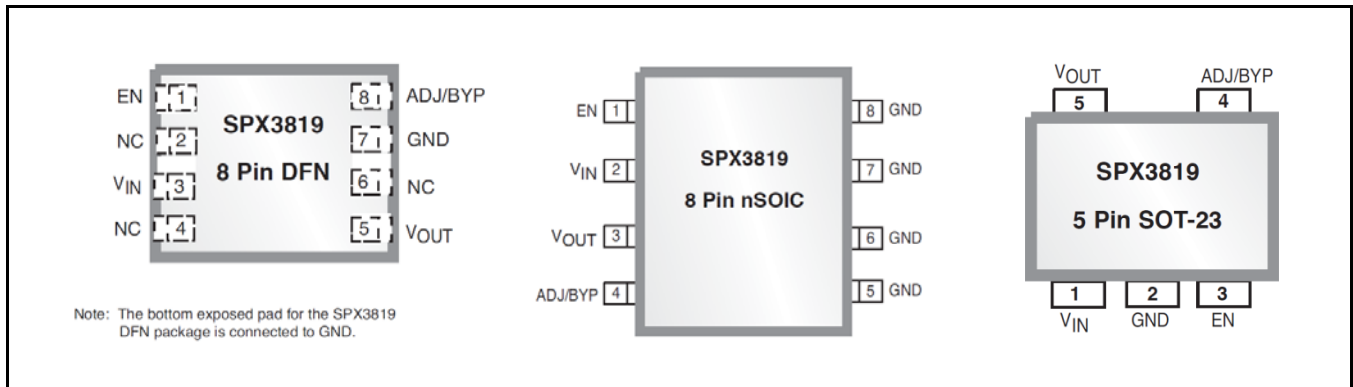 EN 1
NC 2
VIN 3
NC 4
SPX3819
8 Pin DFN
8 ADJ/BYP
7 GND
6 NC
5 VOUT
Note: The bottom exposed pad for the SPX3819
DFN package is connected to GND.
EN 1
VIN 2
VOUT 3
ADJ/BYP 4
SPX3819
8 Pin nSOIC
8 GND
7 GND
6 GND
5 GND
VOUT ADJ/BYP
5 4
SPX3819
5 Pin SOT-23
1 2 3
VIN GND EN